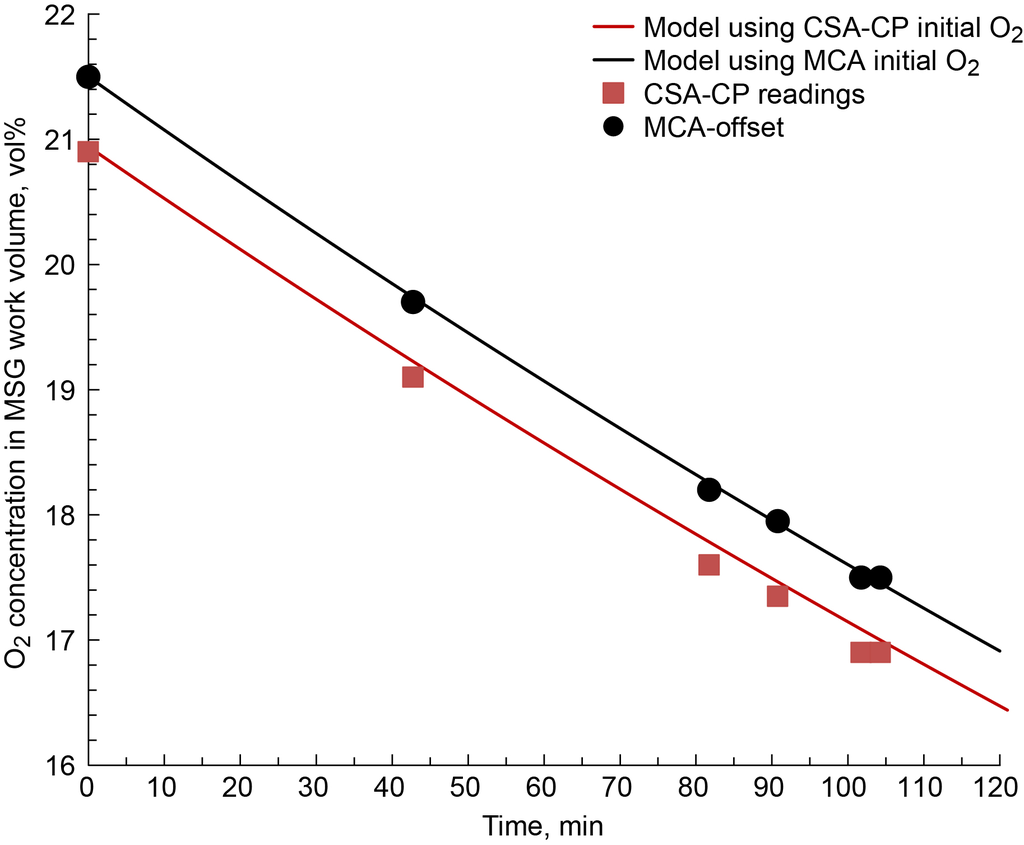 22
21
20
19
18
17
16
O2 concentration in MSG work volume, vol%
Model using CSA-CP initial O2
Model using MCA initial O2
CSA-CP readings
MCA-offset
0 10 20 30 40 50 60 70 80 90 100 110 120
Time, min